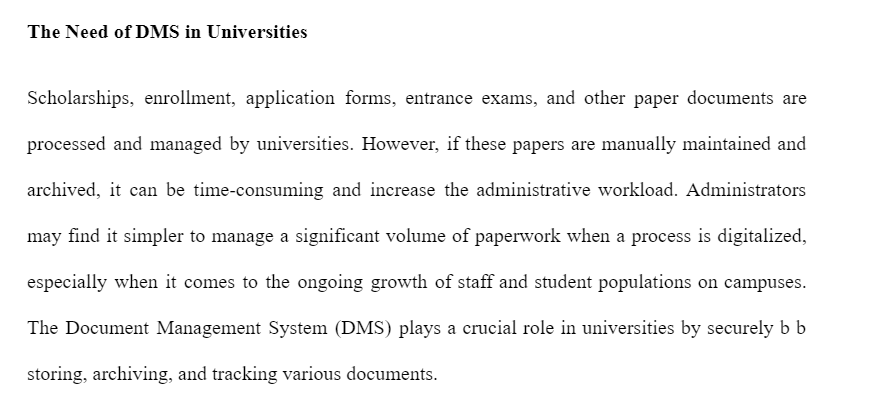 The Need of DMS in Universities
Scholarships, enrollment, application forms, entrance exams, and other paper documents are
processed and managed by universities. However, if these papers are manually maintained and
archived, it can be time-consuming and increase the administrative workload. Administrators
may find it simpler to manage a significant volume of paperwork when a process is digitalized,
especially when it comes to the ongoing growth of staff and student populations on campuses.
The Document Management System (DMS) plays a crucial role in universities by securely b b
storing, archiving, and tracking various documents.